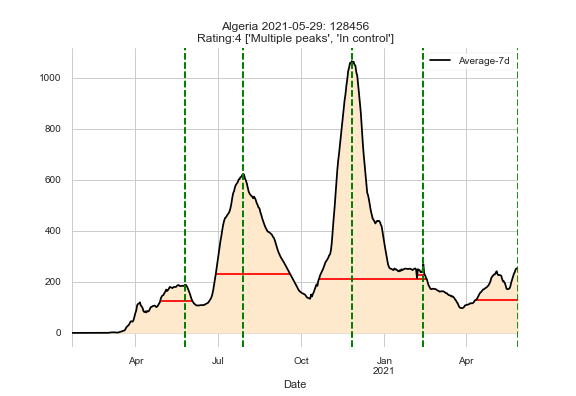 Algeria 2021-05-29: 128456
Rating:4 ['Multiple peaks', 'In control']
Average-7d
1000
800
600
400
200
0
Apr
Jul
Oct
Jan
2021
Apr
Date